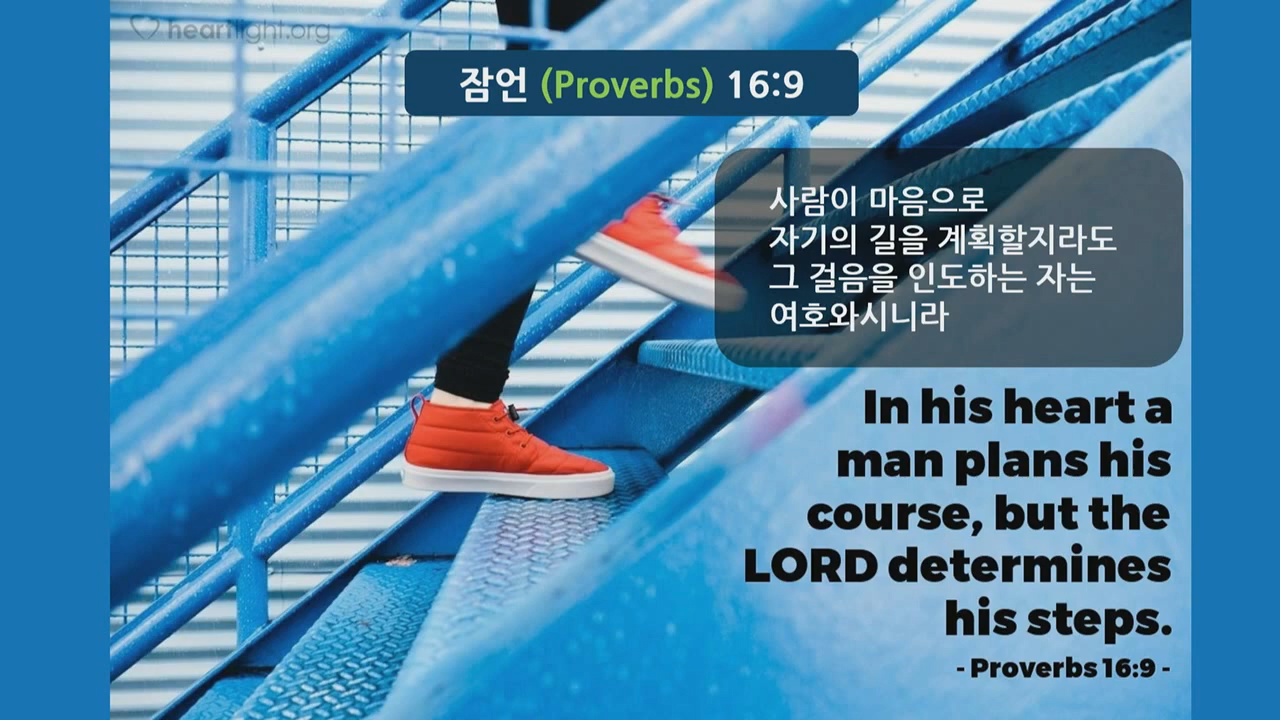 heartlight.org
잠언 (Proverbs) 16:9
사람이 마음으로
자기의 길을 계획할지라도
그 걸음을 인도하는 자는
여호와시니라
In his heart a
man plans his
course, but the
LORD determines
his steps.
- Proverbs 16:9 -